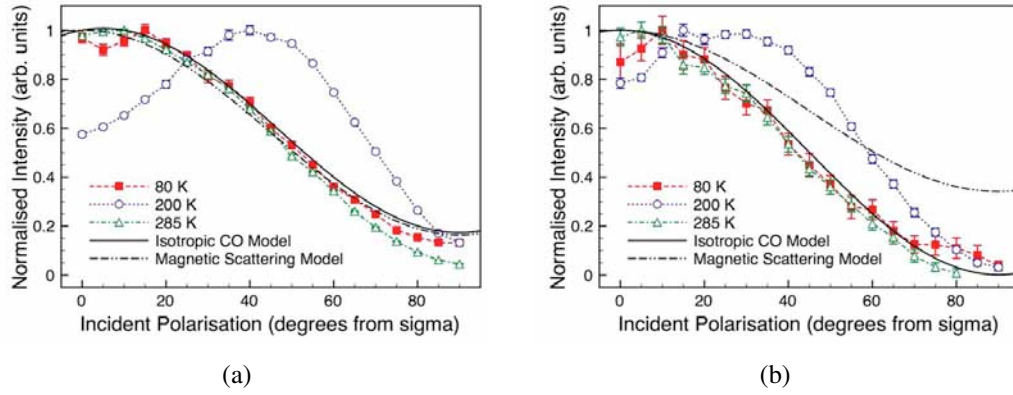 Normalised Intensity (arb. units)
1
0.8
0.6
0.4
0.2
0
80 K
200 K
285 K
Isotropic CO Model
Magnetic Scattering Model
0 20 40 60 80
Incident Polarisation (degrees from sigma)
(a)
Normalised Intensity (arb. units)
1
0.8
0.6
0.4
0.2
0
80 K
200 K
285 K
Isotropic CO Model
Magnetic Scattering Model
0 20 40 60 80
Incident Polarisation (degrees from sigma)
(b)